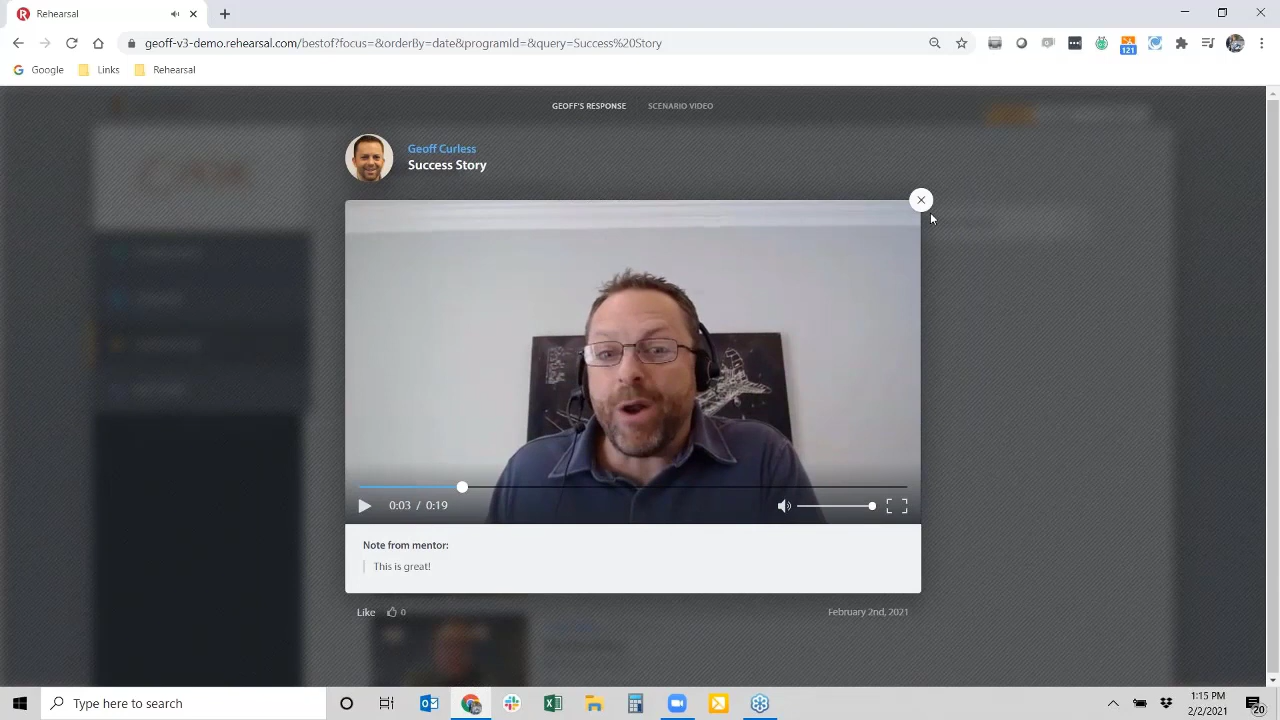 Rehearsal
geoff-v3-demo.rehearsal.com/bestof?focus=&orderBy=date&programId=&query=Success%20Story
121
Google Links Rehearsal
GEOFF'S RESPONSE SCENARIO VIDEO
Geoff Curless
Success Story
0:03 / 0:19
Note from mentor:
This is great!
Like 0 February 2nd, 2021
Type here to search
1:15 PM
2/2/2021
20